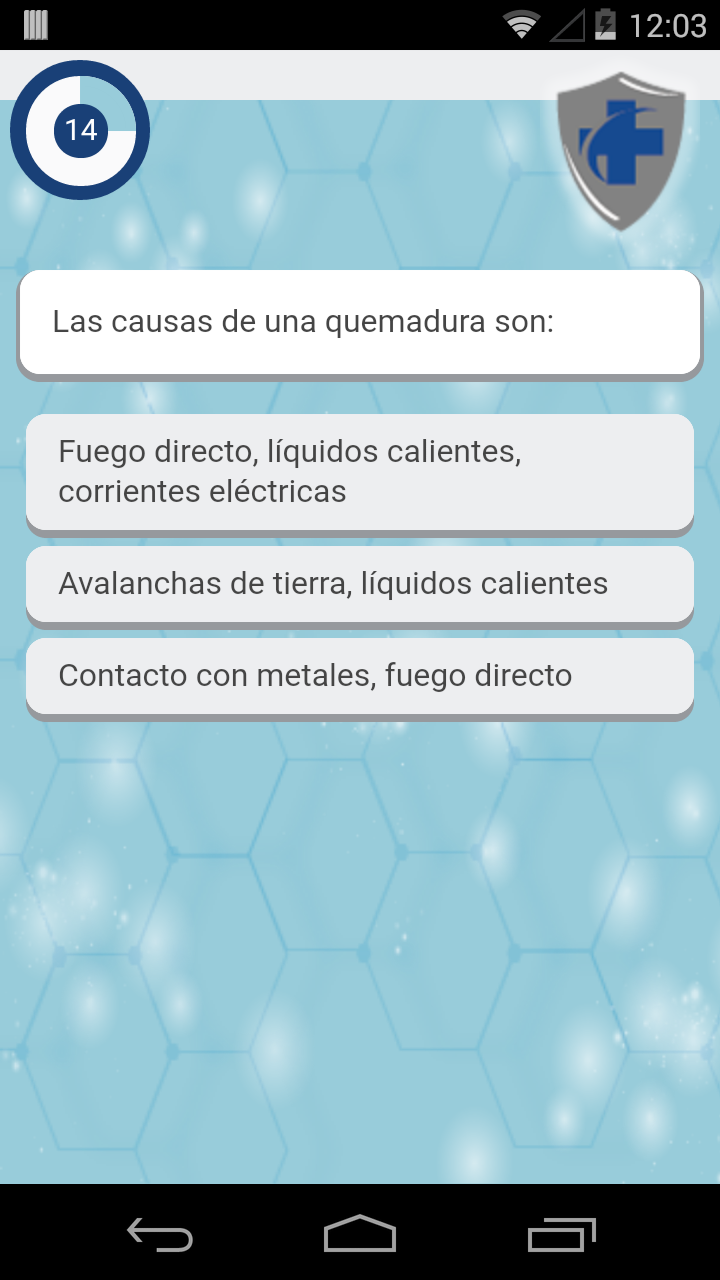 12:03
14
Las causas de una quemadura son:
Fuego directo, líquidos calientes,
corrientes eléctricas
Avalanchas de tierra, líquidos calientes
Contacto con metales, fuego directo